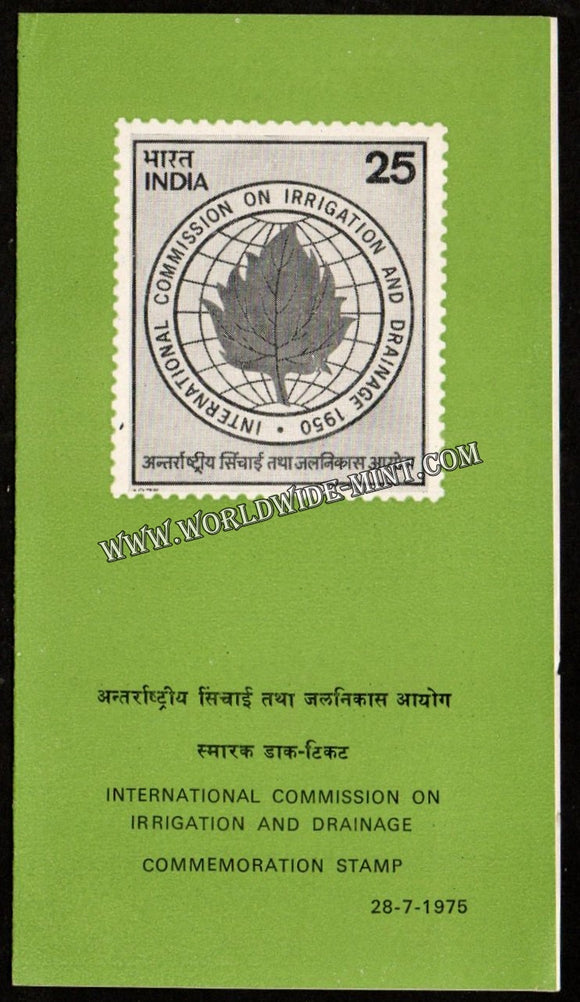 भारत
INDIA
25
INTERNATIONAL COMMISSION ON IRRIGATION AND DRAINAGE 1950 •
अन्तर्राष्ट्रीय सिंचाई तथा जलनिकास आयोग
1975
WWW.WORLDWIDE-MINT.COM
अन्तर्राष्ट्रीय सिंचाई तथा जलनिकास आयोग
स्मारक डाक-टिकट
INTERNATIONAL COMMISSION ON
IRRIGATION AND DRAINAGE
COMMEMORATION STAMP
28-7-1975